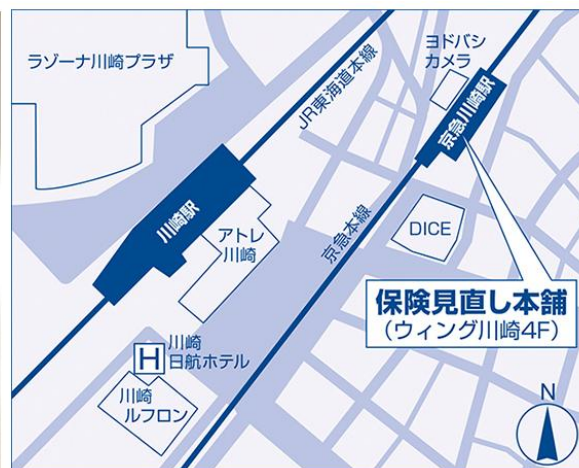 ラゾーナ川崎プラザ
JR東海道本線
ヨドバシ
カメラ
京急川崎駅
川崎駅
アトレ
川崎
京急本線
DICE
保険見直し本舗
(ウィング川崎4F)
H
川崎
日航ホテル
川崎
ルフロン
N